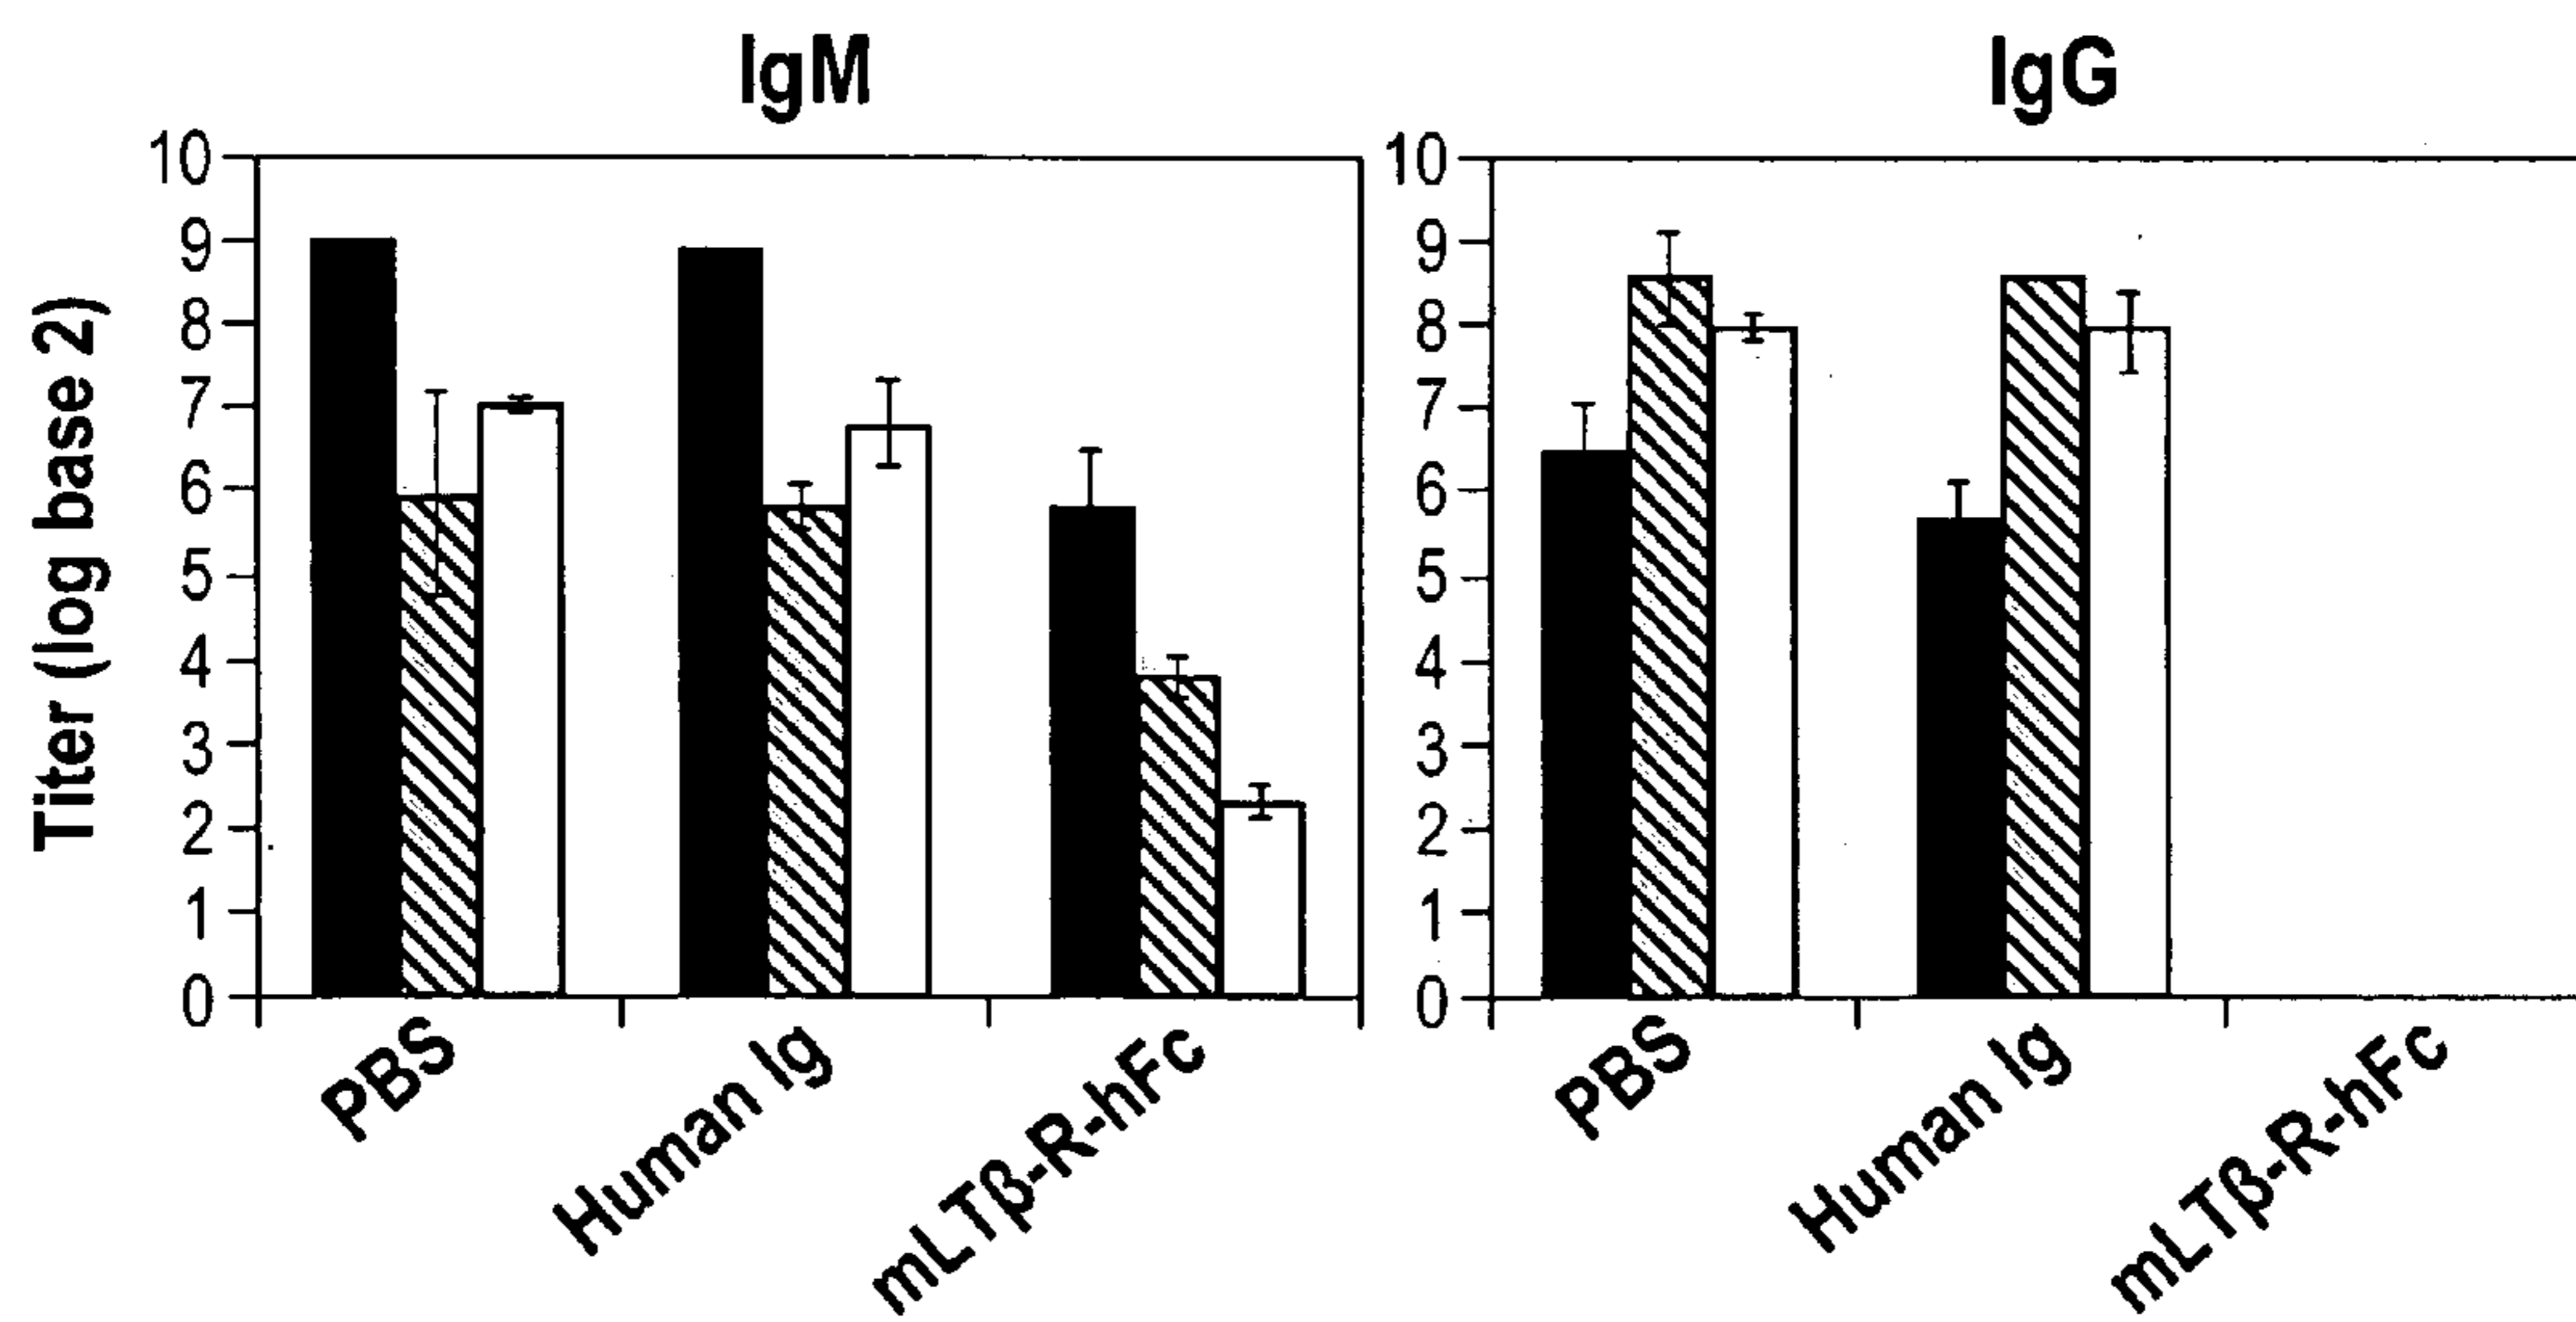 IgM
IgG
Titer (log base 2)
10
9
8
7
6
5
4
3
2
1
0
10
9
8
7
6
5
4
3
2
1
0
PBS
Human Ig
mLTβ-R-hFc
PBS
Human Ig
mLTβ-R-hFc